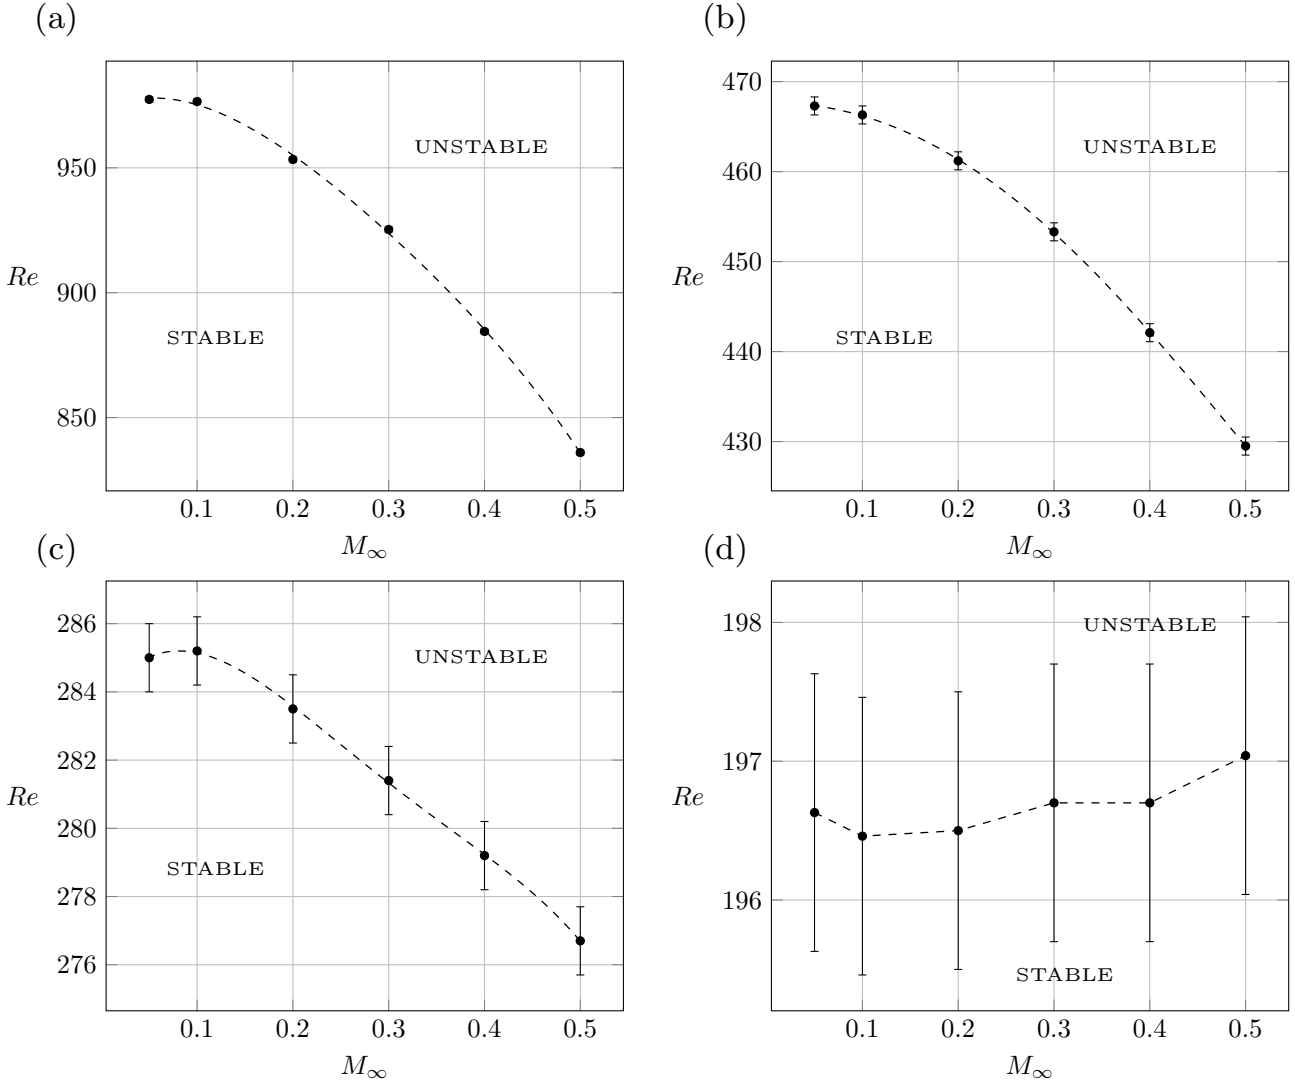 (a)
UNSTABLE
STABLE
950
900
850
Re
0.1 0.2 0.3 0.4 0.5
M∞
(b)
UNSTABLE
STABLE
470
460
450
440
430
Re
0.1 0.2 0.3 0.4 0.5
M∞
(c)
UNSTABLE
STABLE
286
284
282
280
278
276
Re
0.1 0.2 0.3 0.4 0.5
M∞
(d)
UNSTABLE
STABLE
198
197
196
Re
0.1 0.2 0.3 0.4 0.5
M∞